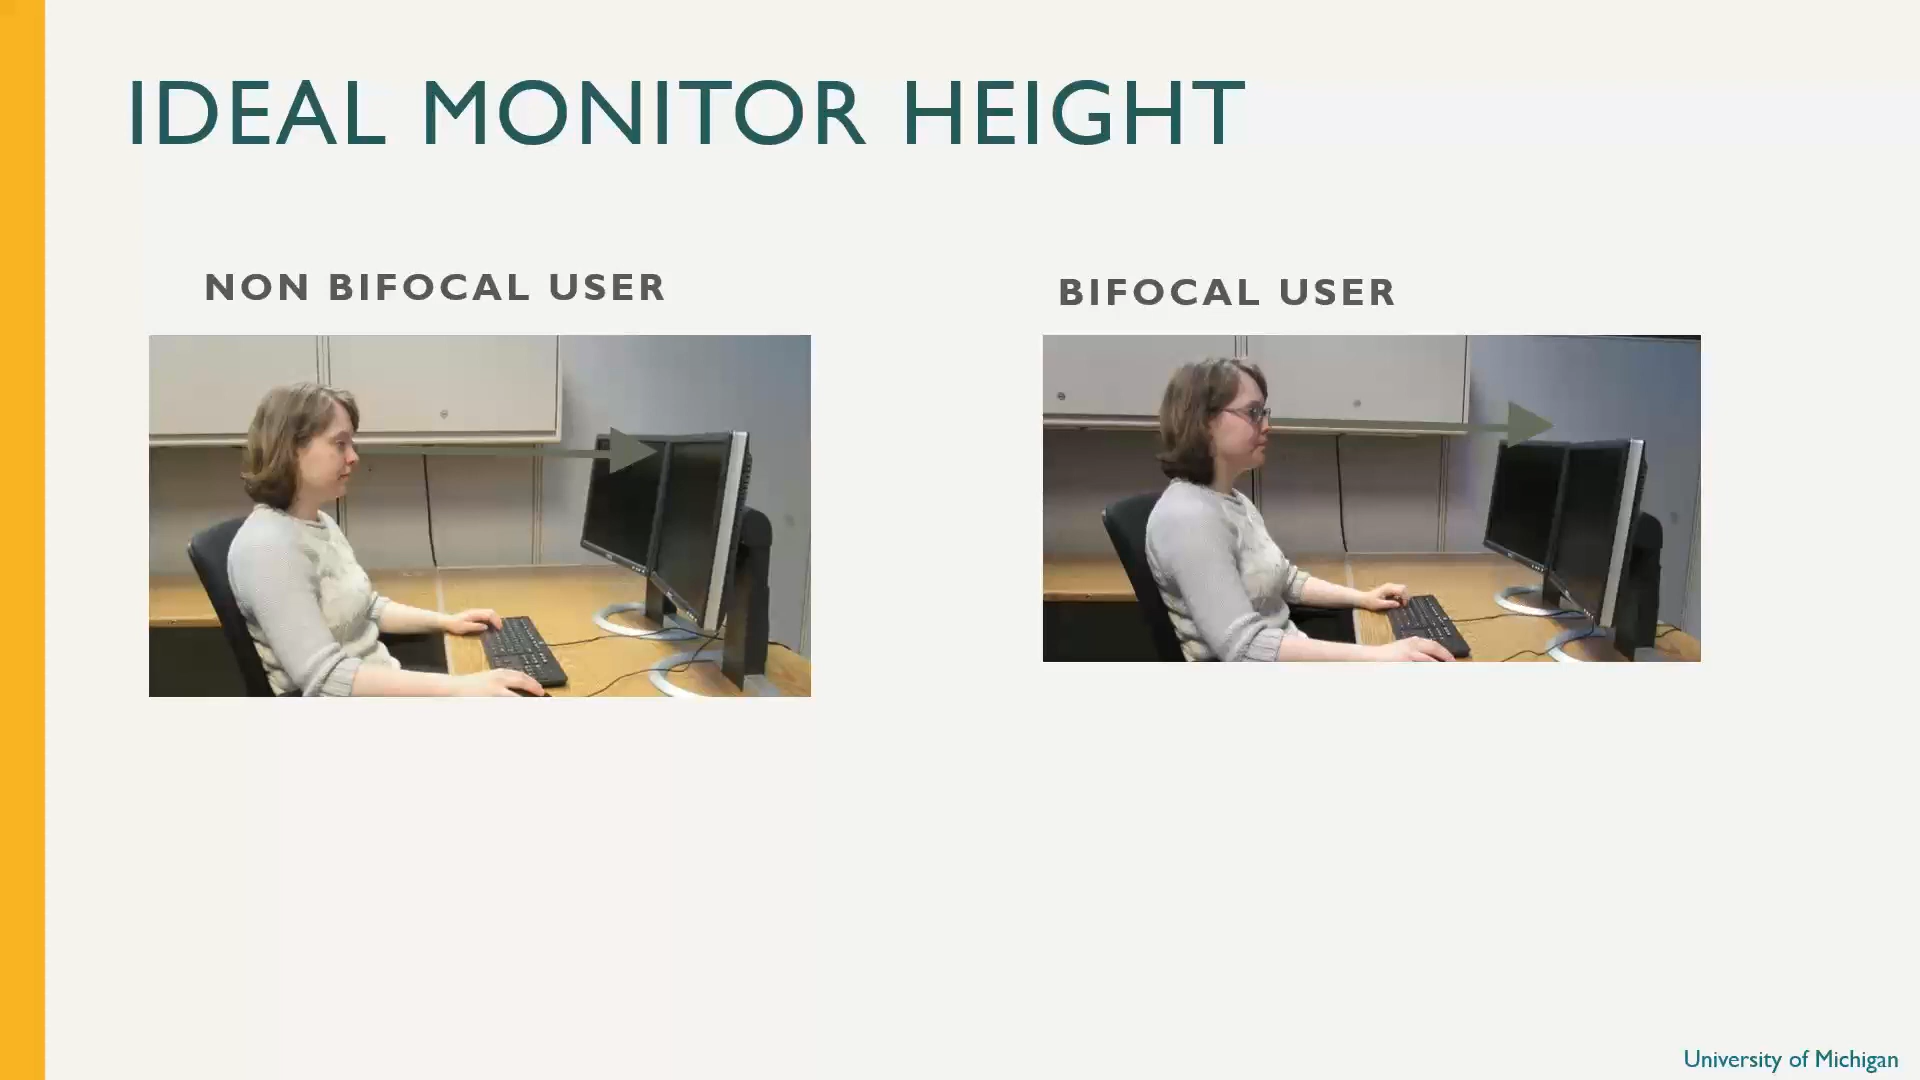 IDEAL MONITOR HEIGHT
NON BIFOCAL USER
BIFOCAL USER
University of Michigan